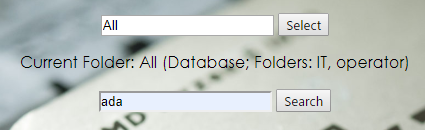 All Select
Current Folder: All (Database; Folders: IT, operator)
ada Search